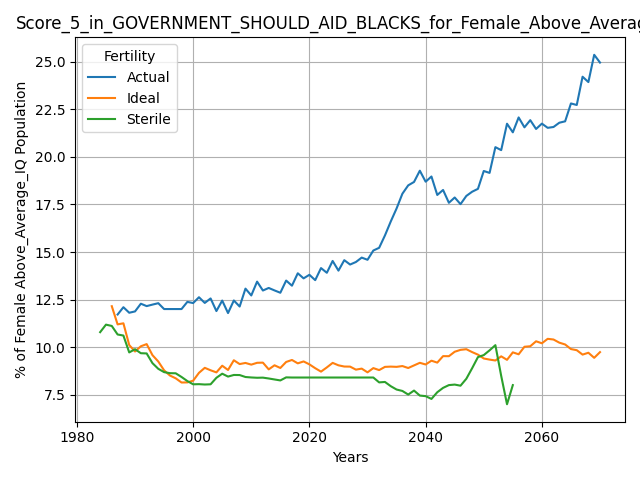 Score_5_in_GOVERNMENT_SHOULD_AID_BLACKS_for_Female_Above_Averag
Fertility
Actual
Ideal
Sterile
% of Female Above_Average_IQ Population
25.0
22.5
20.0
17.5
15.0
12.5
10.0
7.5
1980
2000
2020
2040
2060
Years